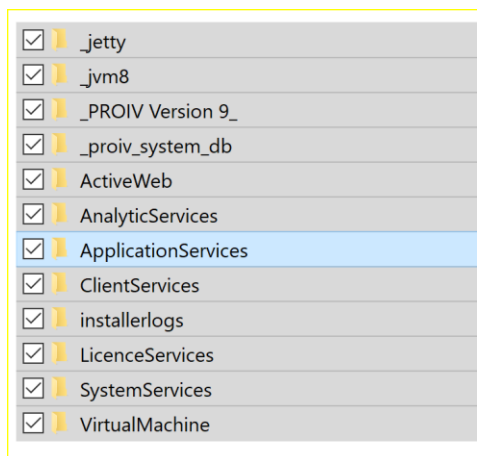 _jetty
_jvm8
_PROIV Version 9_
_proiv_system_db
ActiveWeb
AnalyticServices
ApplicationServices
ClientServices
installerlogs
LicenceServices
SystemServices
VirtualMachine